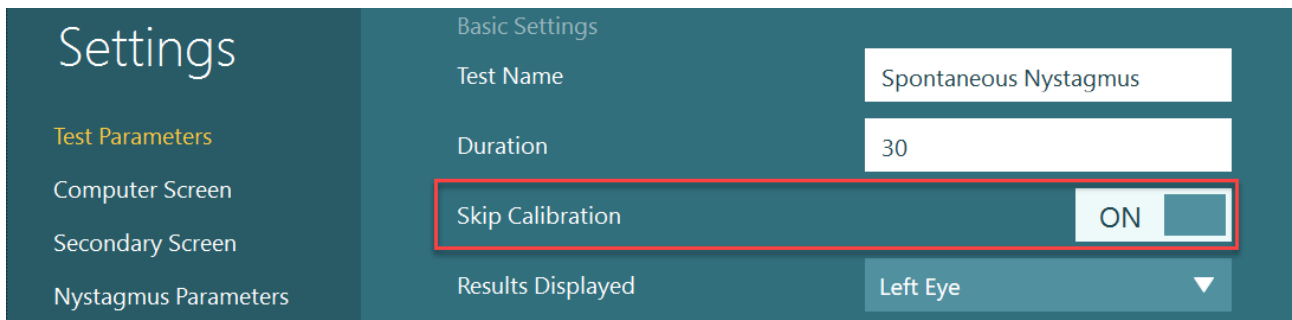 Settings
Test Parameters
Computer Screen
Secondary Screen
Nystagmus Parameters
Basic Settings
Test Name Spontaneous Nystagmus
Duration 30
Skip Calibration ON
Results Displayed Left Eye